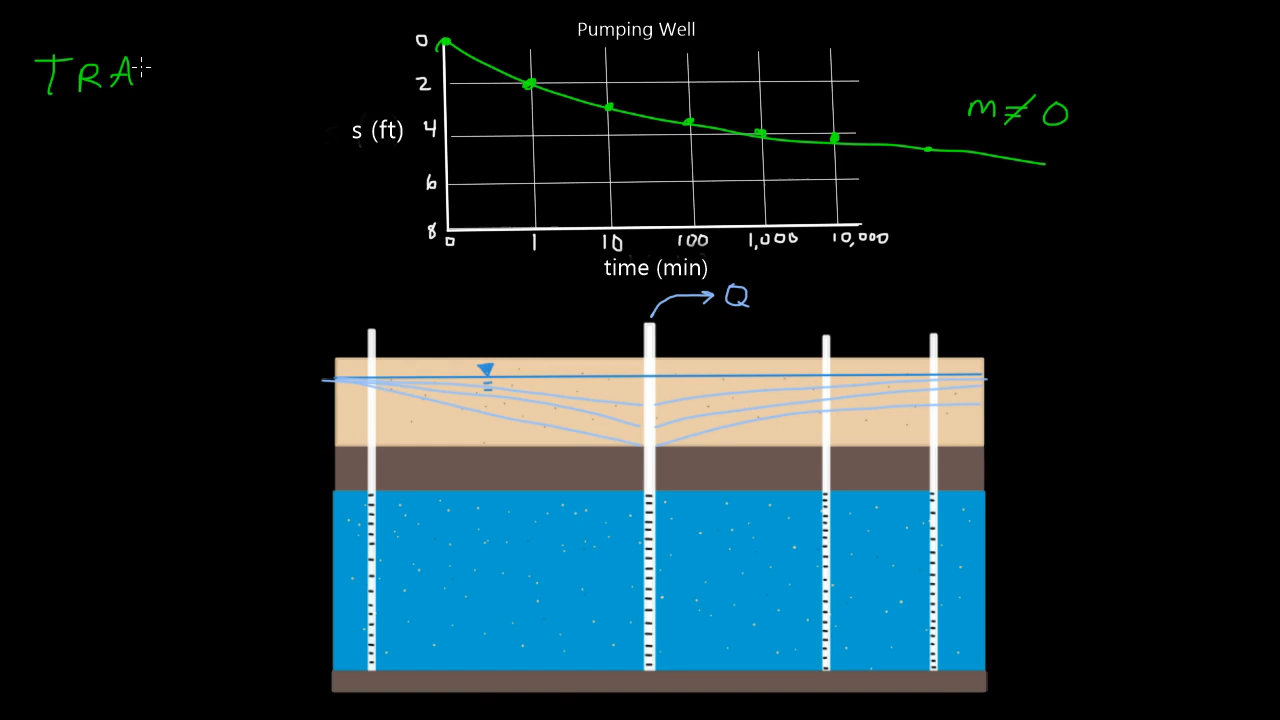 Pumping Well
TRA
0
2
s (ft) 4
6
8
m ≠ 0
0 1 10 100 1,000 10,000
time (min)
Q